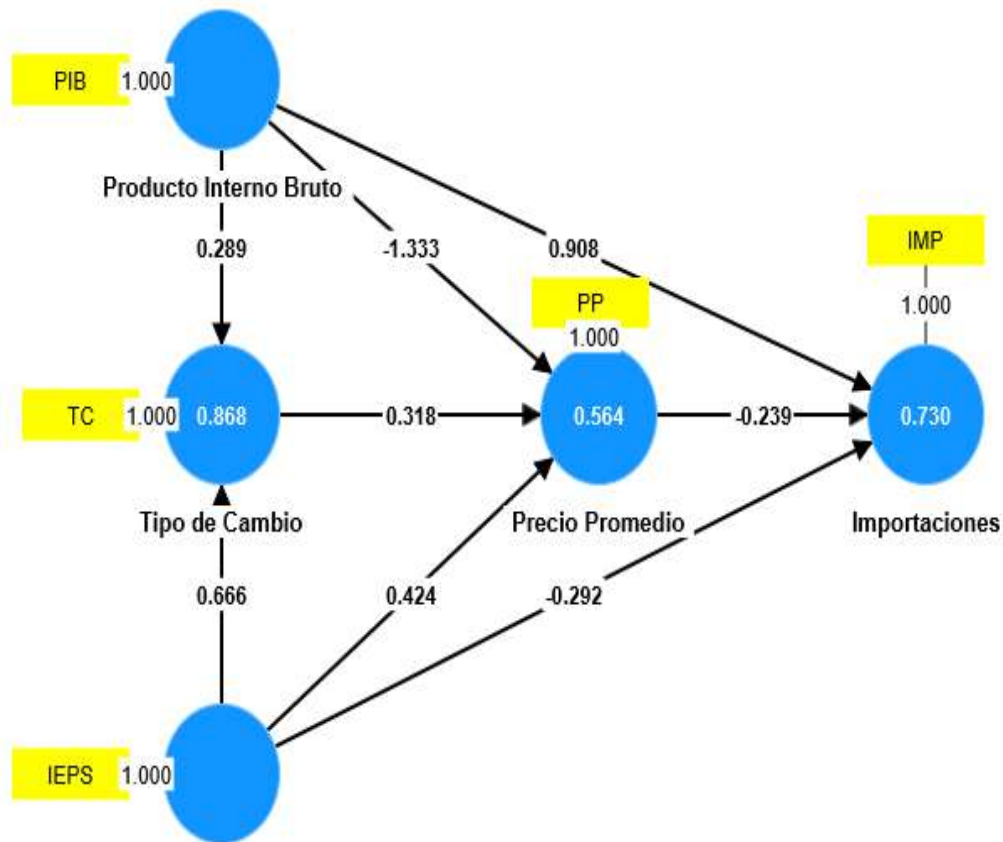 PIB
1.000
Producto Interno Bruto
0.289
-1.333
0.908
IMP
1.000
PP
1.000
TC
1.000
0.868
0.318
0.564
-0.239
0.730
Tipo de Cambio
Precio Promedio
Importaciones
0.666
0.424
-0.292
IEPS
1.000